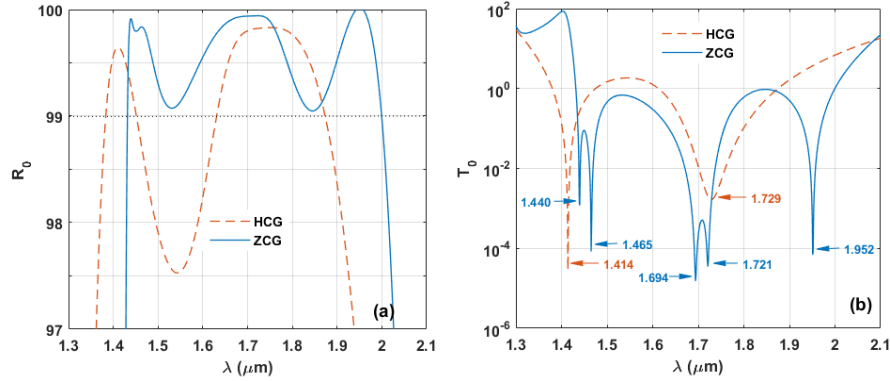 100
99
98
97
R0
HCG
ZCG
(a)
1.3 1.4 1.5 1.6 1.7 1.8 1.9 2 2.1
λ (μm)
10^2
10^0
10^-2
10^-4
10^-6
T0
HCG
ZCG
1.440
1.465
1.414
1.694
1.721
1.729
1.952
(b)
1.3 1.4 1.5 1.6 1.7 1.8 1.9 2 2.1
λ (μm)